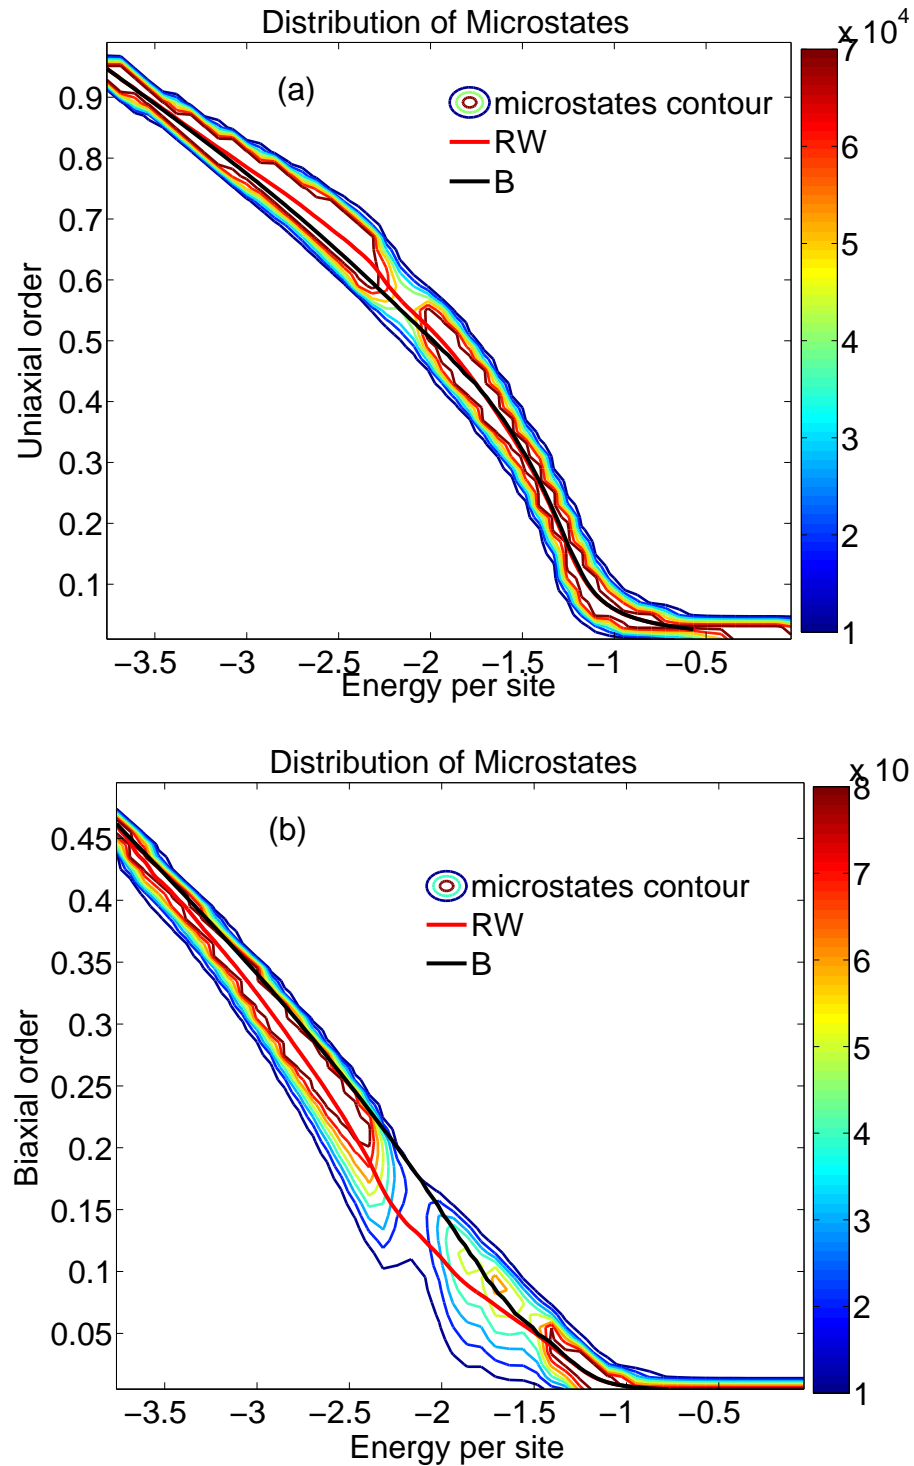 Distribution of Microstates
x 10⁴
(a)
microstates contour
RW
B
Uniaxial order
0.9
0.8
0.7
0.6
0.5
0.4
0.3
0.2
0.1
−3.5 −3 −2.5 −2 −1.5 −1 −0.5
Energy per site
7
6
5
4
3
2
1
Distribution of Microstates
x 10
(b)
microstates contour
RW
B
Biaxial order
0.45
0.4
0.35
0.3
0.25
0.2
0.15
0.1
0.05
−3.5 −3 −2.5 −2 −1.5 −1 −0.5
Energy per site
8
7
6
5
4
3
2
1